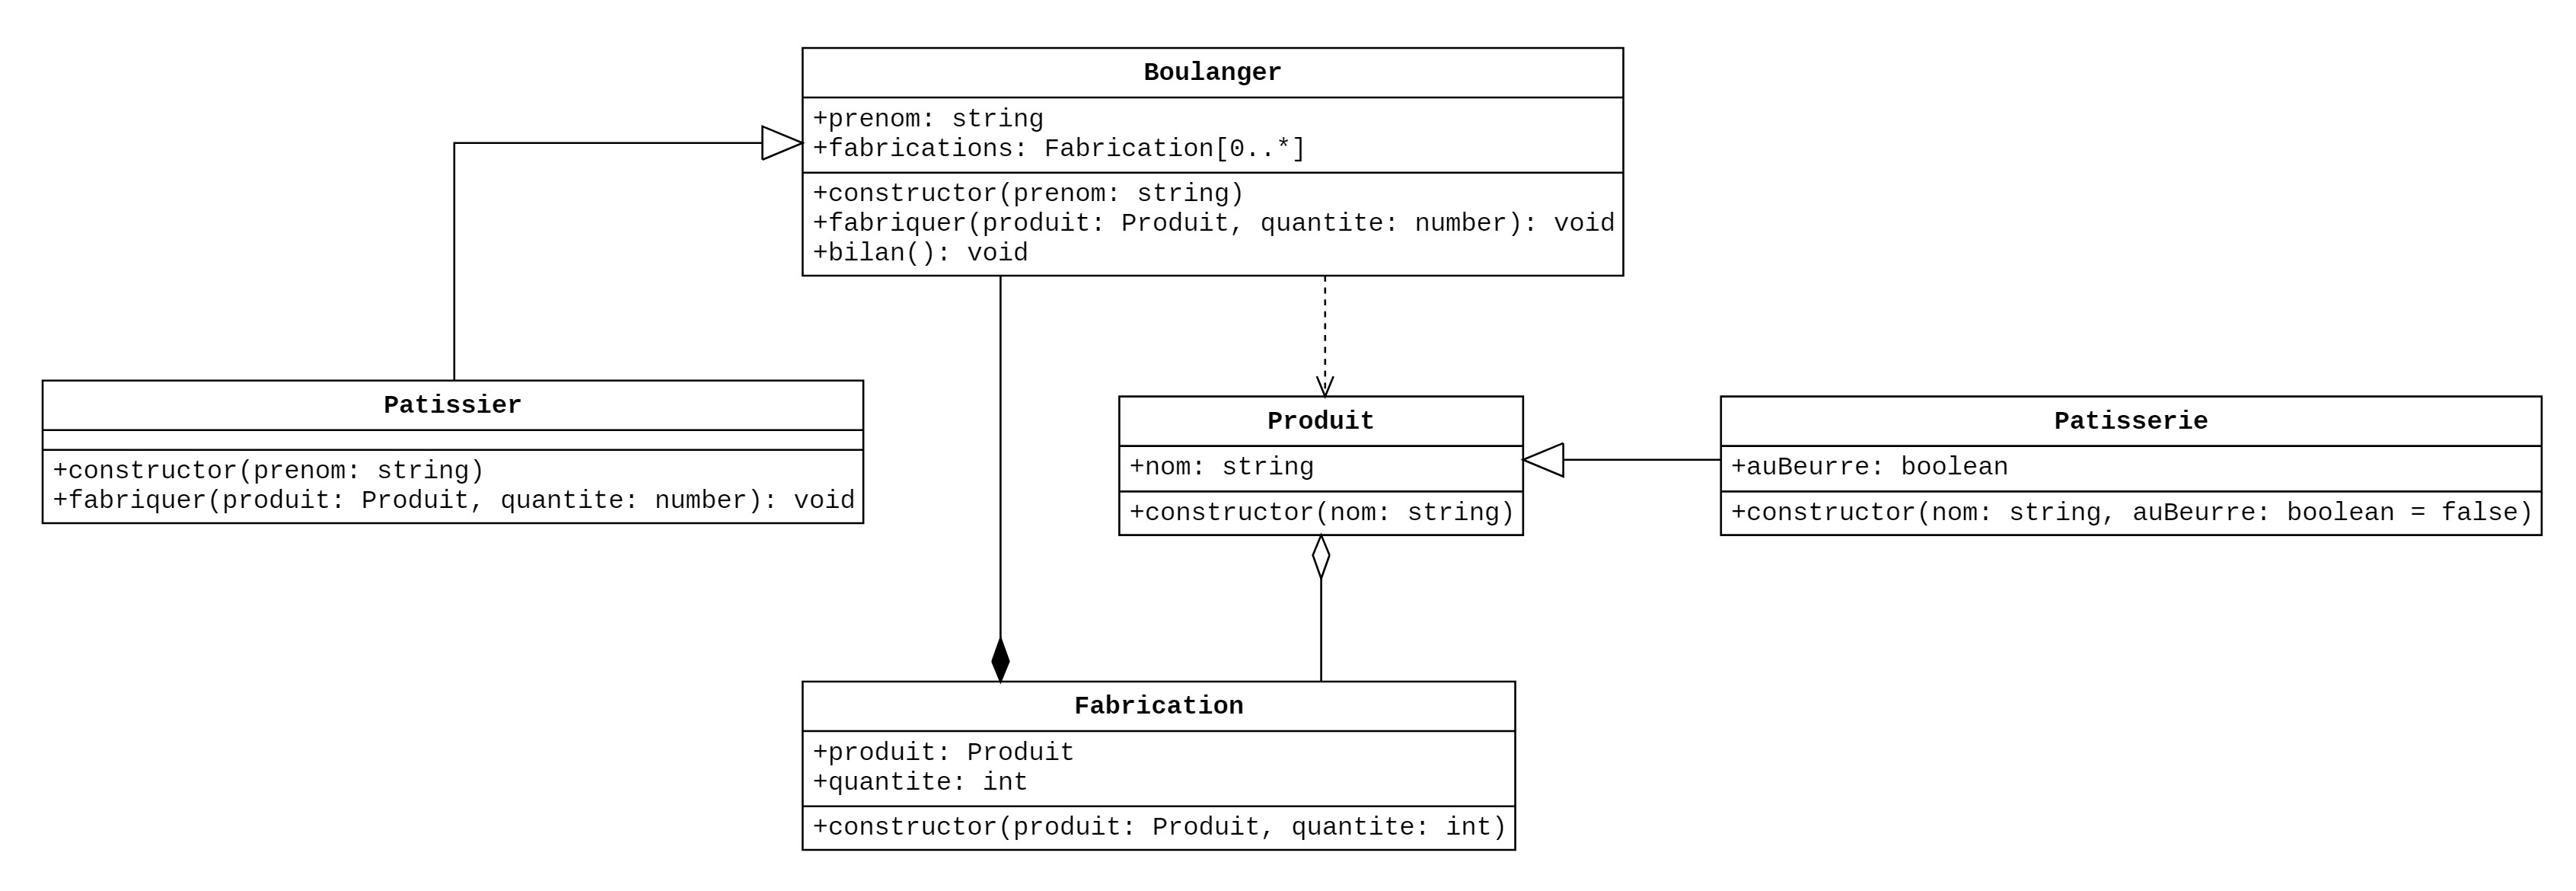 Boulanger
+prenom: string
+fabrications: Fabrication[0..*]
+constructor(prenom: string)
+fabriquer(produit: Produit, quantite: number): void
+bilan(): void
Patissier
+constructor(prenom: string)
+fabriquer(produit: Produit, quantite: number): void
Produit
+nom: string
+constructor(nom: string)
Patisserie
+auBeurre: boolean
+constructor(nom: string, auBeurre: boolean = false)
Fabrication
+produit: Produit
+quantite: int
+constructor(produit: Produit, quantite: int)